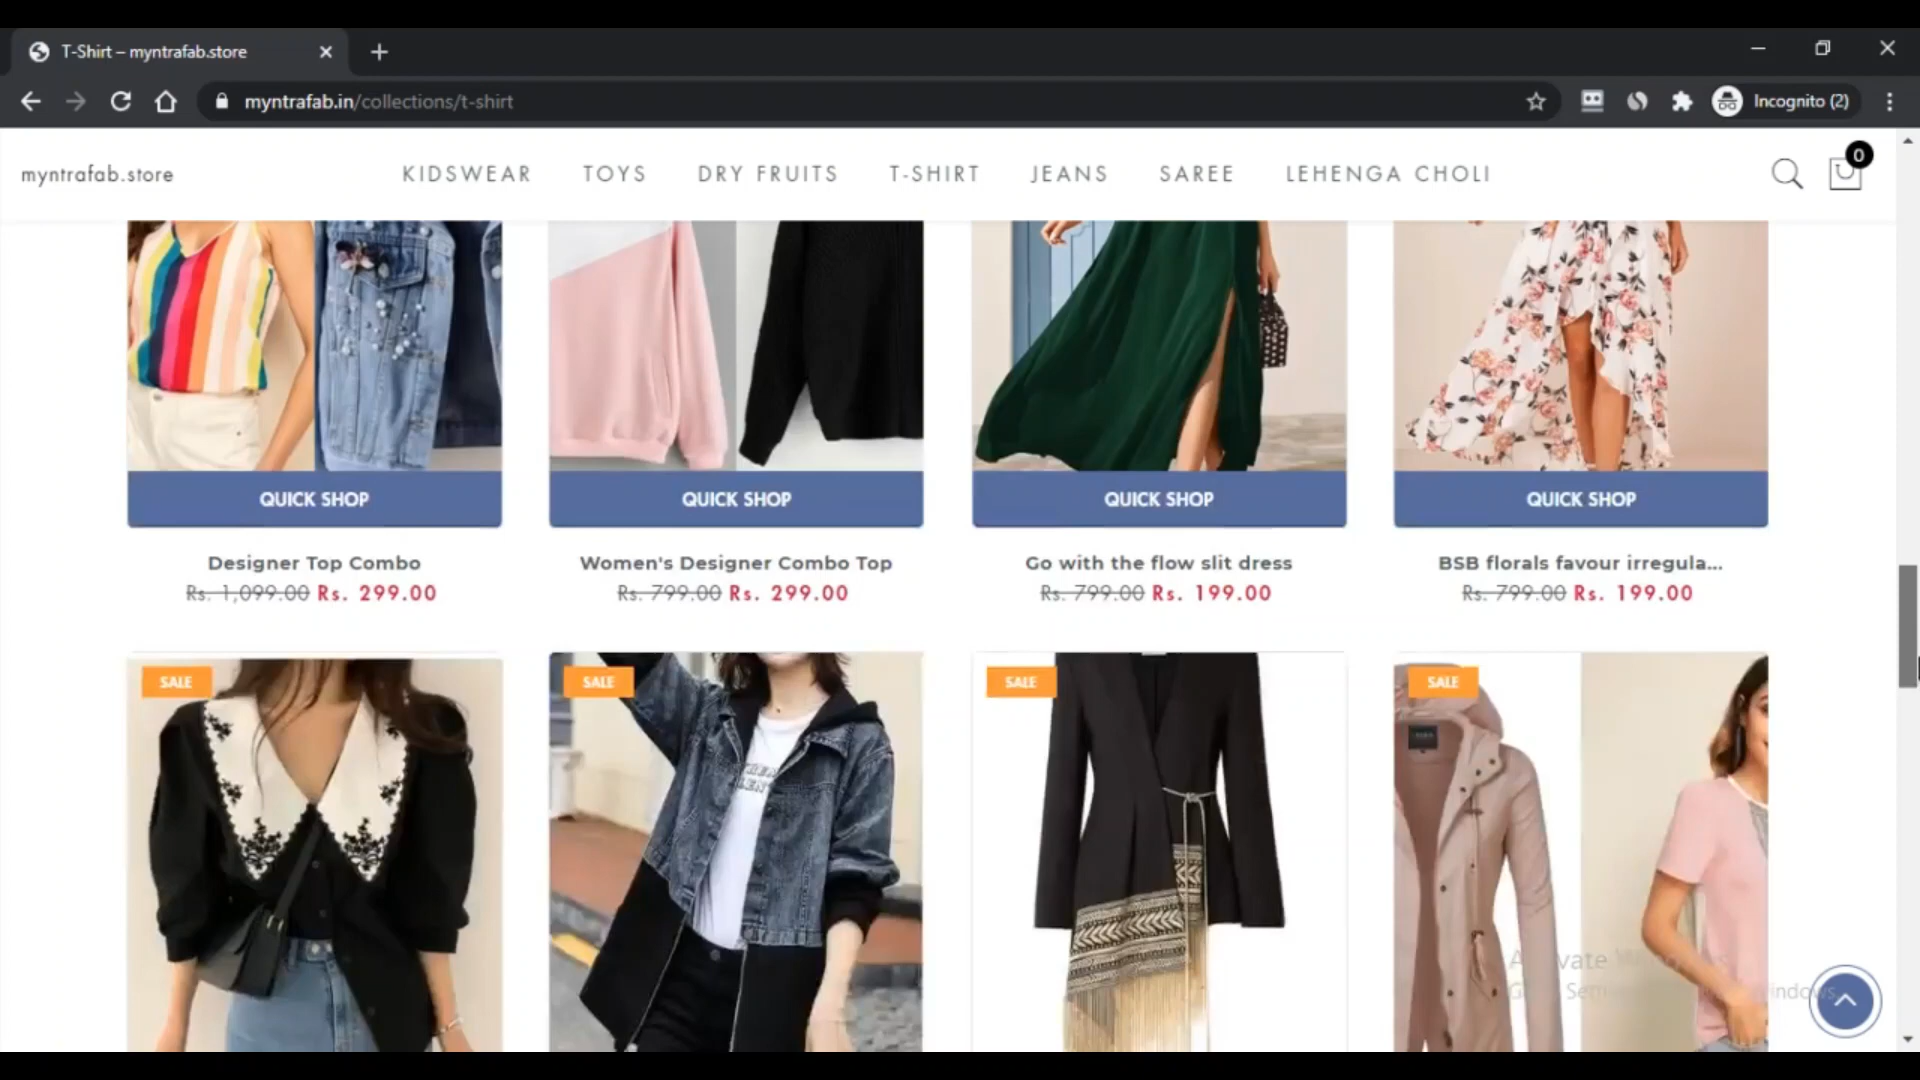 T-Shirt – myntrafab.store
myntrafab.in/collections/t-shirt
Incognito (2)
myntrafab.store
KIDSWEAR
TOYS
DRY FRUITS
T-SHIRT
JEANS
SAREE
LEHENGA CHOLI
0
QUICK SHOP
QUICK SHOP
QUICK SHOP
QUICK SHOP
Designer Top Combo
Rs. 1,099.00 Rs. 299.00
Women's Designer Combo Top
Rs. 799.00 Rs. 299.00
Go with the flow slit dress
Rs. 799.00 Rs. 199.00
BSB florals favour irregula...
Rs. 799.00 Rs. 199.00
SALE
SALE
SALE
SALE